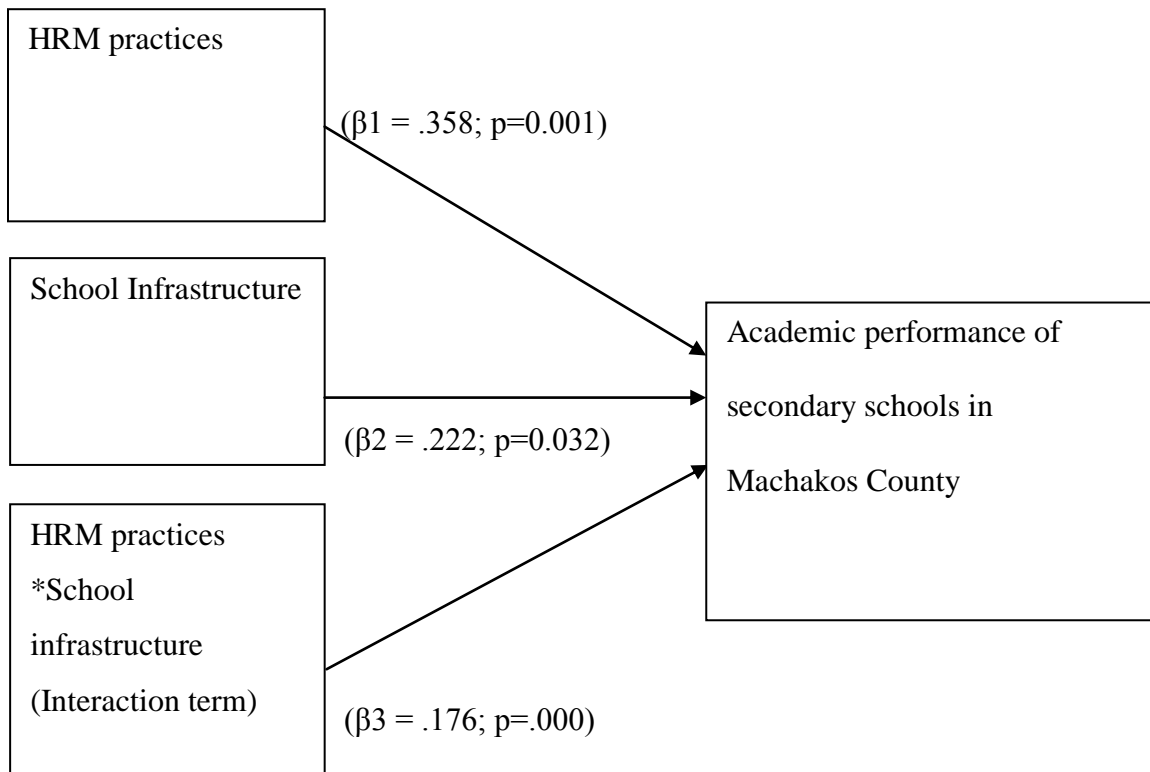 HRM practices
(β1 = .358; p=0.001)
School Infrastructure
(β2 = .222; p=0.032)
HRM practices
*School
infrastructure
(Interaction term)
(β3 = .176; p=.000)
Academic performance of
secondary schools in
Machakos County